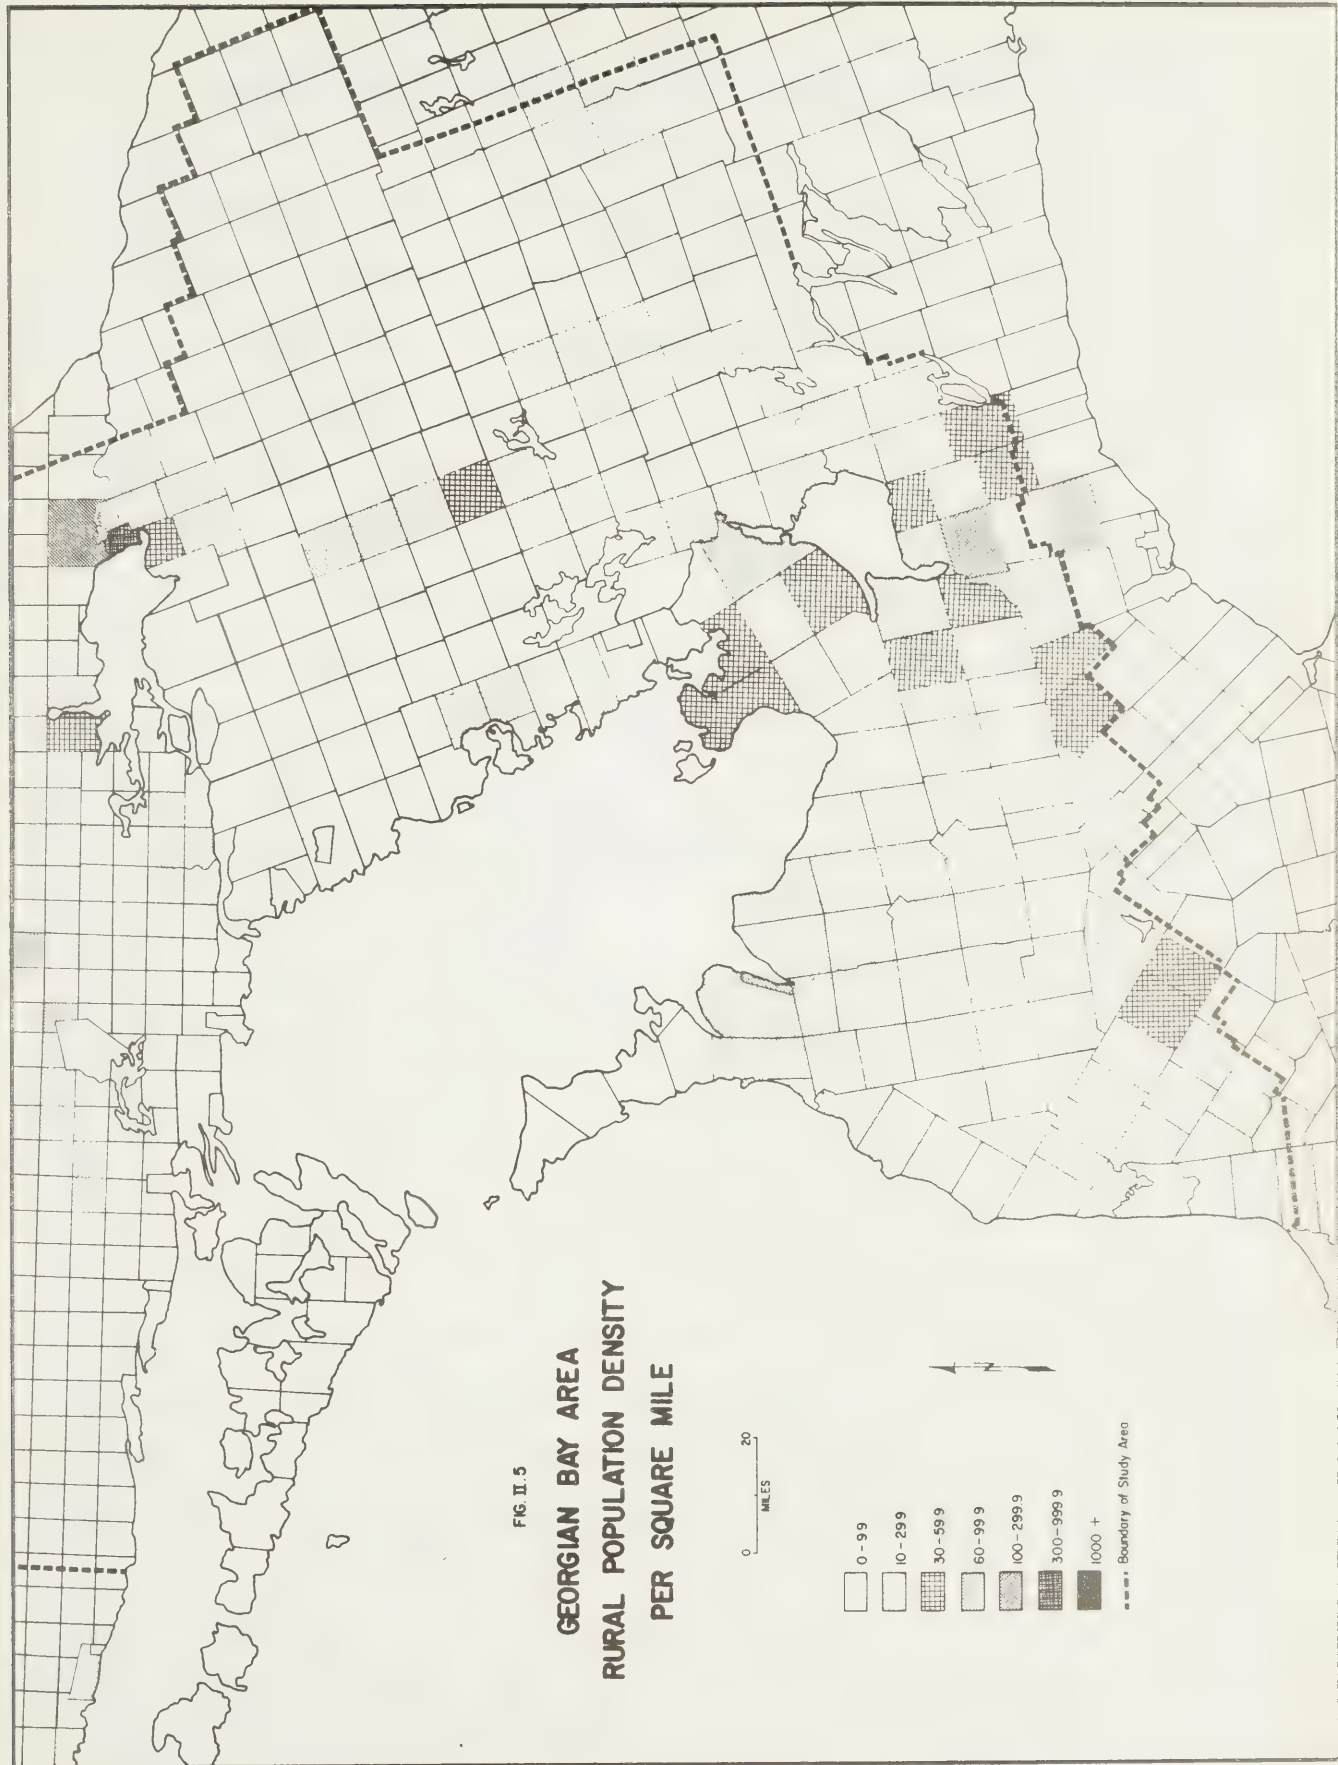 FIG. II.5
GEORGIAN BAY AREA
RURAL POPULATION DENSITY
PER SQUARE MILE
0 20
MILES
0 - 9.9
10 - 29.9
30 - 59.9
60 - 99.9
100 - 299.9
300 - 999.9
1000 +
Boundary of Study Area
N